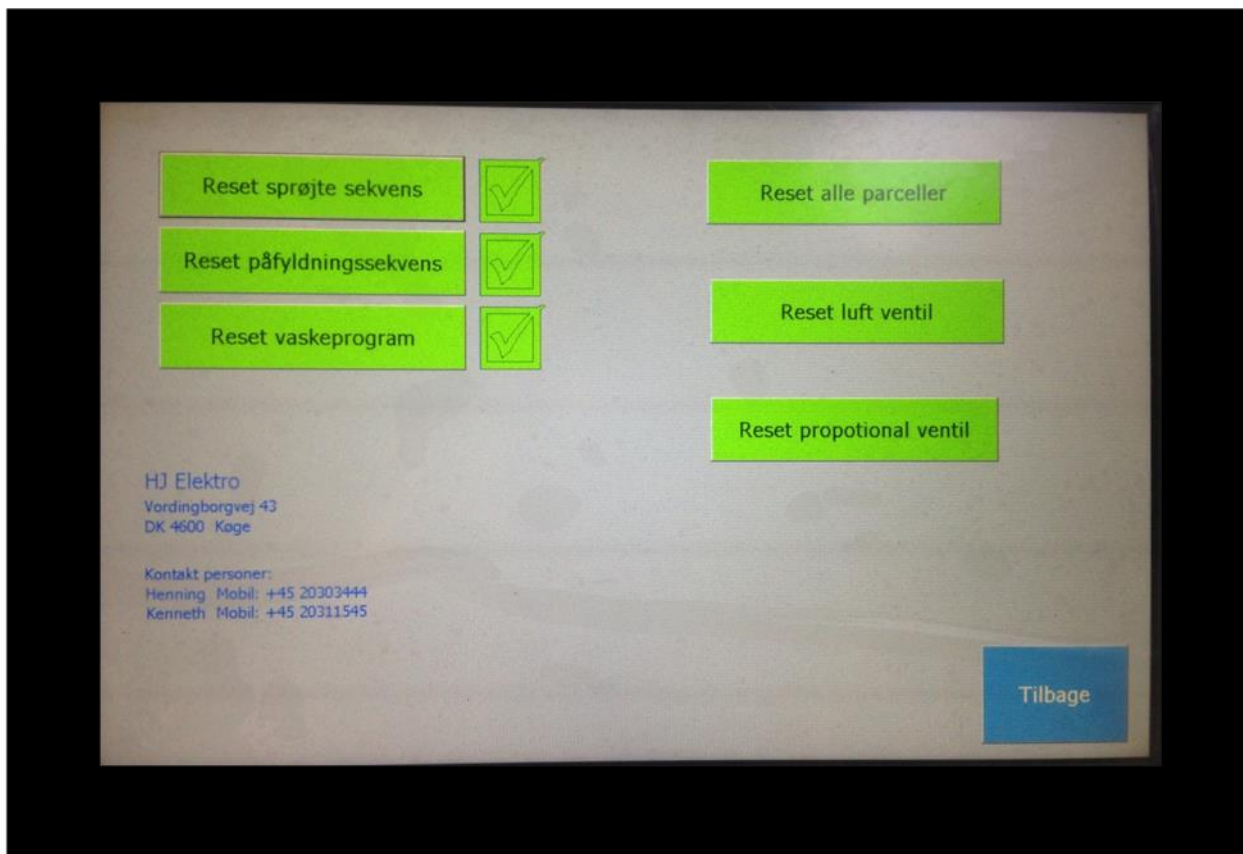 Reset sprøjte sekvens
Reset påfyldningssekvens
Reset vaskeprogram
Reset alle parceller
Reset luft ventil
Reset propotional ventil
HJ Elektro
Vordingborgvej 43
DK 4600 Køge
Kontakt personer:
Henning Mobil: +45 20303444
Kenneth Mobil: +45 20311545
Tilbage